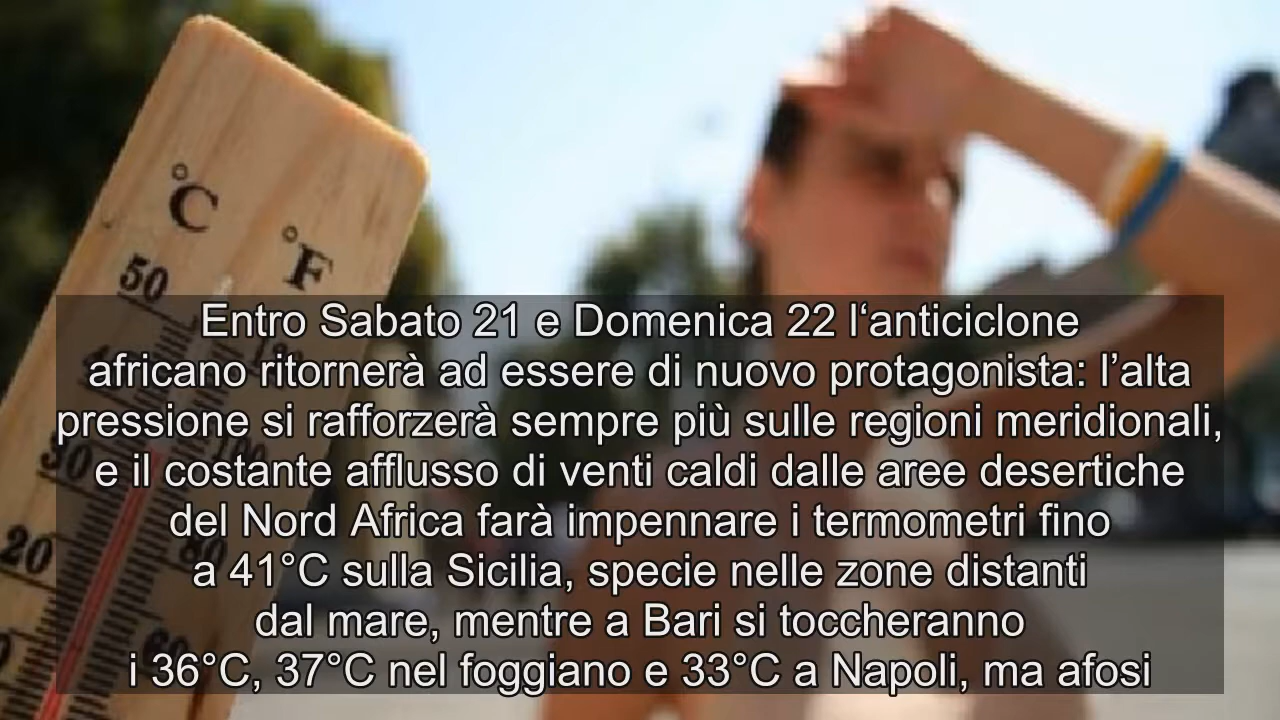 °C
°F
50
Entro Sabato 21 e Domenica 22 l‘anticiclone
africano ritornerà ad essere di nuovo protagonista: l’alta
pressione si rafforzerà sempre più sulle regioni meridionali,
e il costante afflusso di venti caldi dalle aree desertiche
del Nord Africa farà impennare i termometri fino
a 41°C sulla Sicilia, specie nelle zone distanti
dal mare, mentre a Bari si toccheranno
i 36°C, 37°C nel foggiano e 33°C a Napoli, ma afosi
30
100
20
80
60